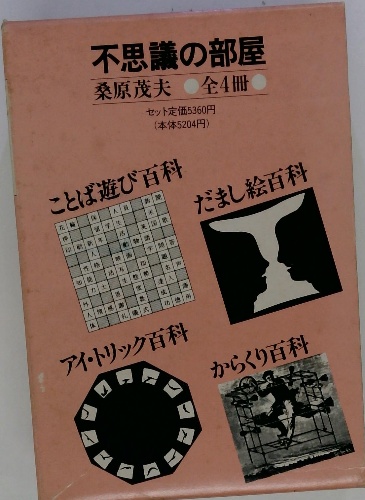 不思議の部屋
桑原茂夫 ●全4冊●
セット定価5360円
(本体5204円)
ことば遊び百科
だまし絵百科
アイ・トリック百科
からくり百科